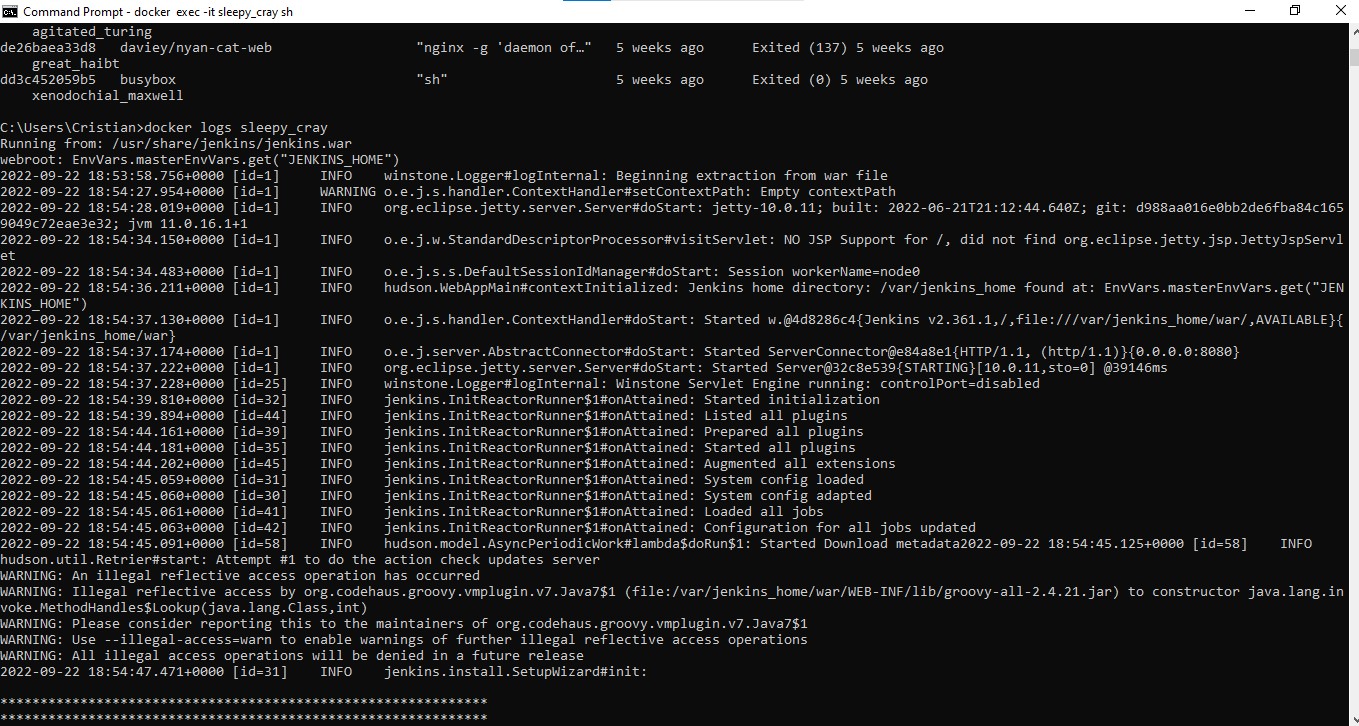 Command Prompt - docker  exec -it sleepy_cray sh
    agitated_turing
de26baea33d8   daviey/nyan-cat-web                  "nginx -g 'daemon of…"   5 weeks ago      Exited (137) 5 weeks ago
    great_haibt
dd3c452059b5   busybox                              "sh"                     5 weeks ago      Exited (0) 5 weeks ago
    xenodochial_maxwell
C:\Users\Cristian>docker logs sleepy_cray
Running from: /usr/share/jenkins/jenkins.war
webroot: EnvVars.masterEnvVars.get("JENKINS_HOME")
2022-09-22 18:53:58.756+0000 [id=1]     INFO    winstone.Logger#logInternal: Beginning extraction from war file
2022-09-22 18:54:27.954+0000 [id=1]     WARNING o.e.j.s.handler.ContextHandler#setContextPath: Empty contextPath
2022-09-22 18:54:28.019+0000 [id=1]     INFO    org.eclipse.jetty.server.Server#doStart: jetty-10.0.11; built: 2022-06-21T21:12:44.640Z; git: d988aa016e0bb2de6fba84c165
9049c72eae3e32; jvm 11.0.16.1+1
2022-09-22 18:54:34.150+0000 [id=1]     INFO    o.e.j.w.StandardDescriptorProcessor#visitServlet: NO JSP Support for /, did not find org.eclipse.jetty.jsp.JettyJspServl
et
2022-09-22 18:54:34.483+0000 [id=1]     INFO    o.e.j.s.s.DefaultSessionIdManager#doStart: Session workerName=node0
2022-09-22 18:54:36.211+0000 [id=1]     INFO    hudson.WebAppMain#contextInitialized: Jenkins home directory: /var/jenkins_home found at: EnvVars.masterEnvVars.get("JEN
KINS_HOME")
2022-09-22 18:54:37.130+0000 [id=1]     INFO    o.e.j.s.handler.ContextHandler#doStart: Started w.@4d8286c4{Jenkins v2.361.1,/,file:///var/jenkins_home/war/,AVAILABLE}{
/var/jenkins_home/war}
2022-09-22 18:54:37.174+0000 [id=1]     INFO    o.e.j.server.AbstractConnector#doStart: Started ServerConnector@e84a8e1{HTTP/1.1, (http/1.1)}{0.0.0.0:8080}
2022-09-22 18:54:37.222+0000 [id=1]     INFO    org.eclipse.jetty.server.Server#doStart: Started Server@32c8e539{STARTING}[10.0.11,sto=0] @39146ms
2022-09-22 18:54:37.228+0000 [id=25]    INFO    winstone.Logger#logInternal: Winstone Servlet Engine running: controlPort=disabled
2022-09-22 18:54:39.810+0000 [id=32]    INFO    jenkins.InitReactorRunner$1#onAttained: Started initialization
2022-09-22 18:54:39.894+0000 [id=44]    INFO    jenkins.InitReactorRunner$1#onAttained: Listed all plugins
2022-09-22 18:54:44.161+0000 [id=39]    INFO    jenkins.InitReactorRunner$1#onAttained: Prepared all plugins
2022-09-22 18:54:44.181+0000 [id=35]    INFO    jenkins.InitReactorRunner$1#onAttained: Started all plugins
2022-09-22 18:54:44.202+0000 [id=45]    INFO    jenkins.InitReactorRunner$1#onAttained: Augmented all extensions
2022-09-22 18:54:45.059+0000 [id=31]    INFO    jenkins.InitReactorRunner$1#onAttained: System config loaded
2022-09-22 18:54:45.060+0000 [id=30]    INFO    jenkins.InitReactorRunner$1#onAttained: System config adapted
2022-09-22 18:54:45.061+0000 [id=41]    INFO    jenkins.InitReactorRunner$1#onAttained: Loaded all jobs
2022-09-22 18:54:45.063+0000 [id=42]    INFO    jenkins.InitReactorRunner$1#onAttained: Configuration for all jobs updated
2022-09-22 18:54:45.091+0000 [id=58]    INFO    hudson.model.AsyncPeriodicWork#lambda$doRun$1: Started Download metadata2022-09-22 18:54:45.125+0000 [id=58]    INFO
hudson.util.Retrier#start: Attempt #1 to do the action check updates server
WARNING: An illegal reflective access operation has occurred
WARNING: Illegal reflective access by org.codehaus.groovy.vmplugin.v7.Java7$1 (file:/var/jenkins_home/war/WEB-INF/lib/groovy-all-2.4.21.jar) to constructor java.lang.in
voke.MethodHandles$Lookup(java.lang.Class,int)
WARNING: Please consider reporting this to the maintainers of org.codehaus.groovy.vmplugin.v7.Java7$1
WARNING: Use --illegal-access=warn to enable warnings of further illegal reflective access operations
WARNING: All illegal access operations will be denied in a future release
2022-09-22 18:54:47.471+0000 [id=31]    INFO    jenkins.install.SetupWizard#init:
*************************************************************
*************************************************************